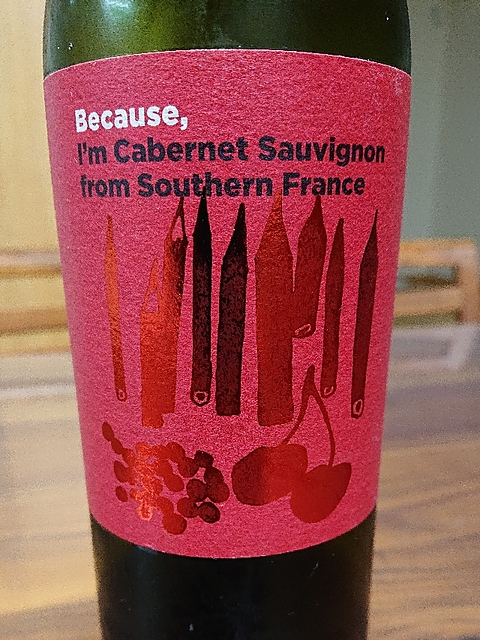 Because,
I'm Cabernet Sauvignon
from Southern France